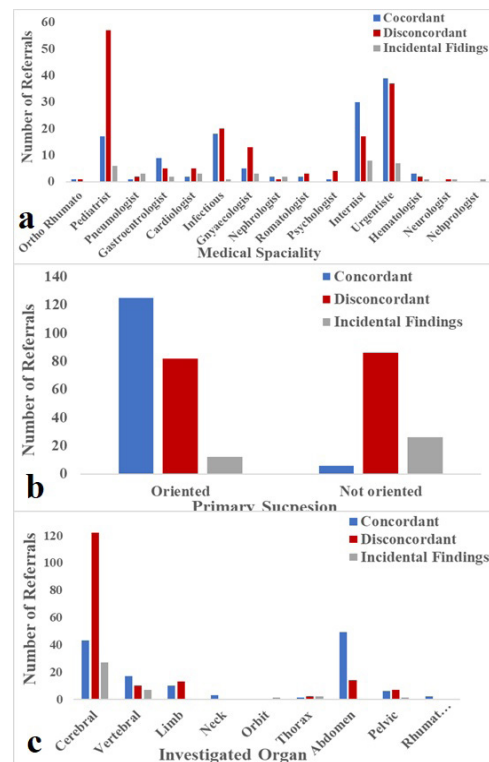 Number of Referrals
60
50
40
30
20
10
0
Cocordant
Disconcordant
Incidental Fidings
Ortho Rhumato
Pediatrist
Pneumologist
Gastroentrologist
Cardiologist
Infectious
Gnyaccologist
Nephrologist
Romatologist
Psychologist
Internist
Urgentiste
Hematologist
Neurologist
Nehprologist
a
Medical Spaciality
Number of Referrals
140
120
100
80
60
40
20
0
Concordant
Disconcordant
Incidental Findings
Oriented
Not oriented
b
Primary Sucpesion
Number of Referrals
120
100
80
60
40
20
0
Concordant
Disconcordant
Incidental Findings
Cerebral
Vertebral
Limb
Neck
Orbit
Thorax
Abdomen
Pelvic
Rhumat...
c
Investigated Organ